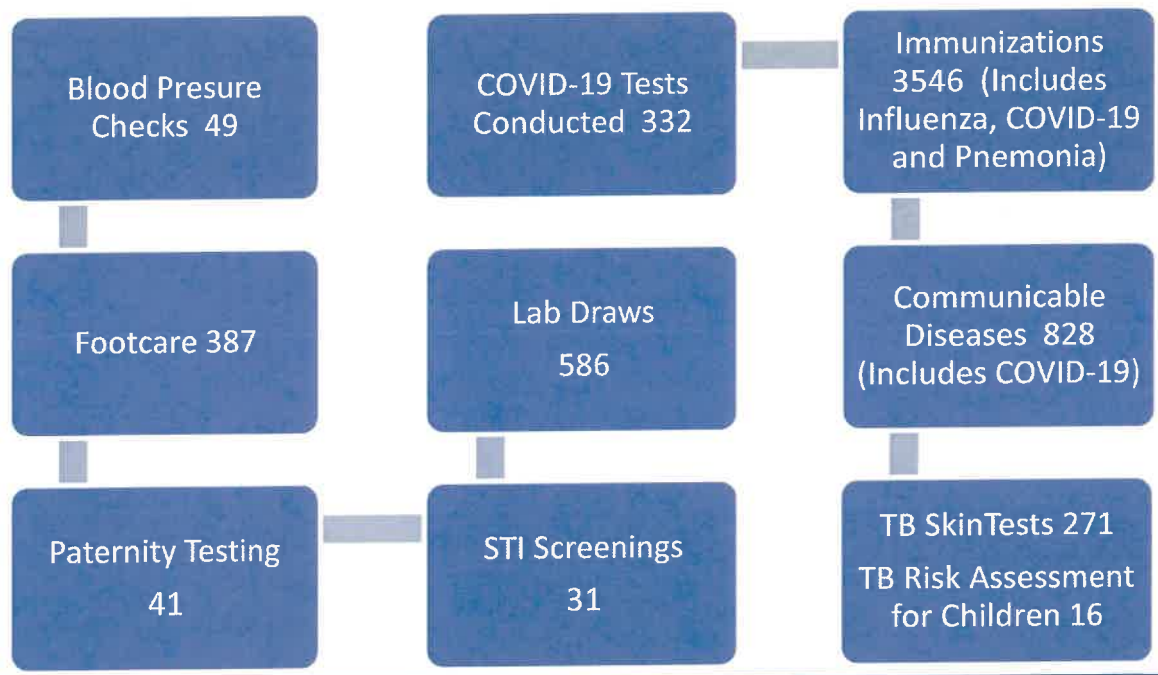 Blood Presure
Checks 49
Footcare 387
Paternity Testing
41
STI Screenings
31
Lab Draws
586
COVID-19 Tests
Conducted 332
Immunizations
3546 (Includes
Influenza, COVID-19
and Pnemonia)
Communicable
Diseases 828
(Includes COVID-19)
TB SkinTests 271
TB Risk Assessment
for Children 16